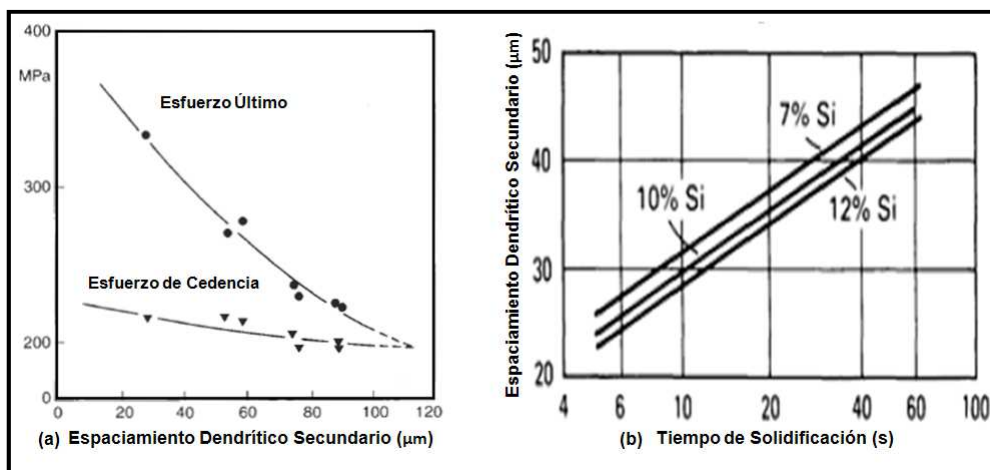 400
MPa
300
200
0
Esfuerzo Último
Esfuerzo de Cedencia
0 20 40 60 80 100 120
(a) Espaciamiento Dendrítico Secundario (µm)
Espaciamiento Dendrítico Secundario (µm)
50
40
30
20
7% Si
10% Si
12% Si
4 6 10 20 40 60 100
(b) Tiempo de Solidificación (s)